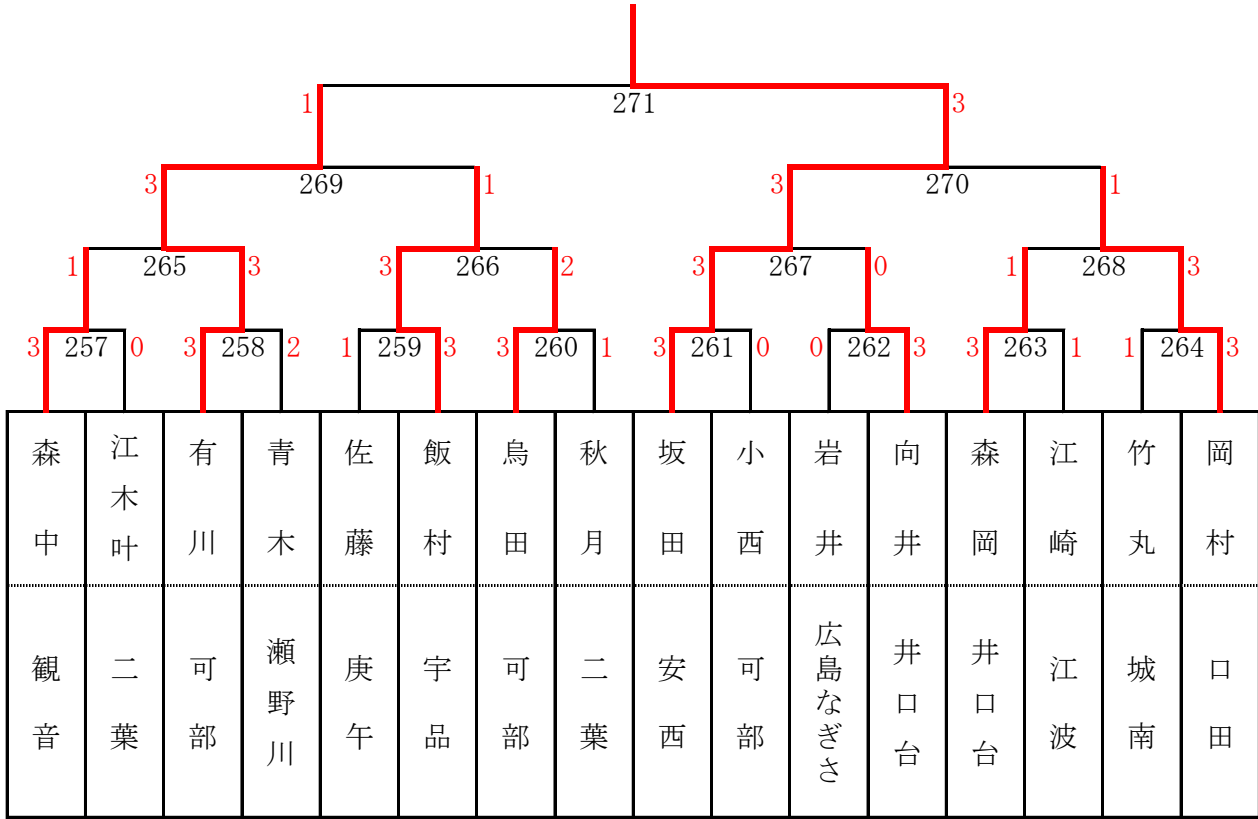 271
1 3
269 270
3 1 3 1
265 266 267 268
1 3 3 2 3 0 1 3
3 257 0 3 258 2 1 259 3 3 260 1 3 261 0 0 262 3 3 263 1 1 264 3
森中
江木叶
有川
青木
佐藤
飯村
烏田
秋月
坂田
小西
岩井
向井
森岡
江崎
竹丸
岡村
観音
二葉
可部
瀬野川
庚午
宇品
可部
二葉
安西
可部
広島なぎさ
井口台
井口台
江波
城南
口田